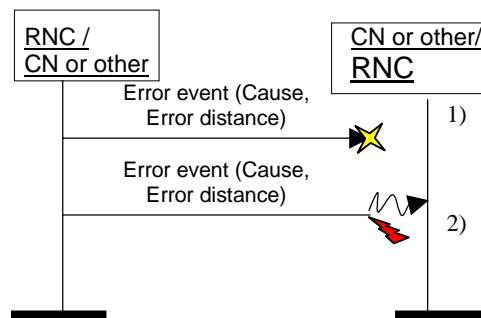 RNC /
CN or other
CN or other/
RNC
Error event (Cause,
Error distance)
1)
Error event (Cause,
Error distance)
2)